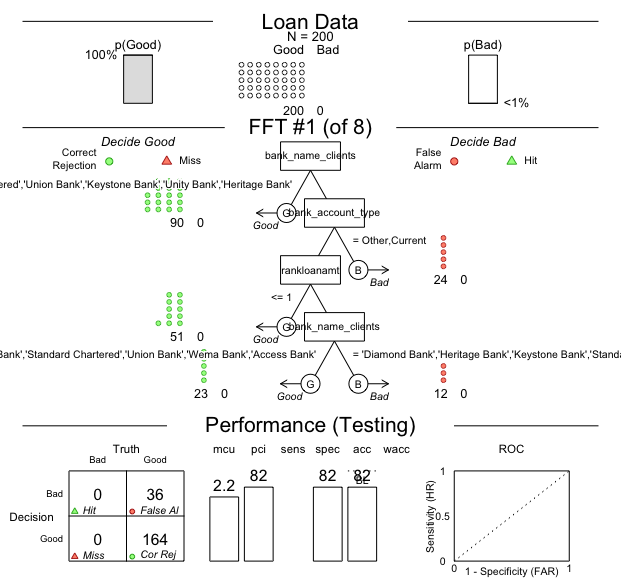 Loan Data
N = 200
p(Good)
Good Bad
p(Bad)
100%
<1%
200 0
FFT #1 (of 8)
Decide Good
Decide Bad
Correct Rejection
Miss
False Alarm
Hit
bank_name_clients
ered','Union Bank','Keystone Bank','Unity Bank','Heritage Bank'
90 0
G
Good
bank_account_type
= Other,Current
B
Bad
24 0
rankloanamt
<= 1
51 0
G
Good
bank_name_clients
Bank','Standard Chartered','Union Bank','Wema Bank','Access Bank'
= 'Diamond Bank','Heritage Bank','Keystone Bank','Standa
23 0
Good
G
B
Bad
12 0
Performance (Testing)
Truth
Bad Good
mcu pci sens spec acc wacc
ROC
Decision
Bad
0 36
Hit False Al
Good
0 164
Miss Cor Rej
2.2 82 82 82
BL
1
0.5
0
Sensitivity (HR)
0 1
1 - Specificity (FAR)